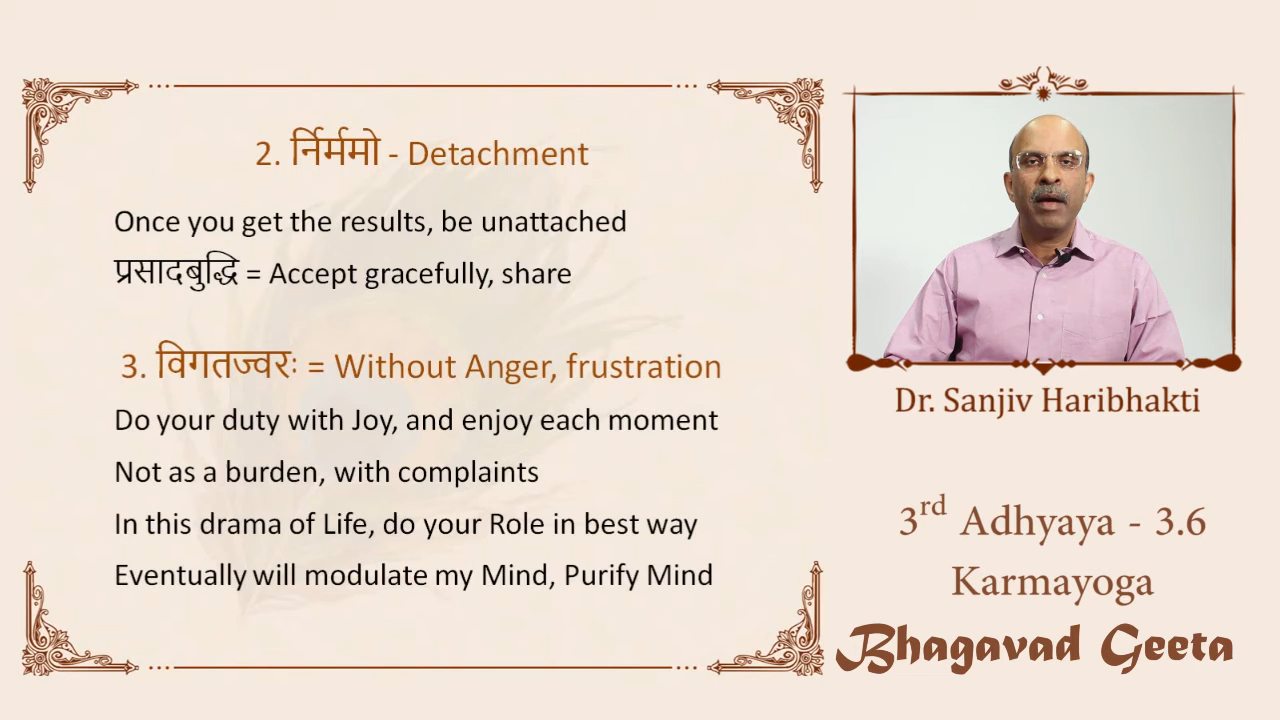 2. र्निर्ममो - Detachment
Once you get the results, be unattached
प्रसादबुद्धि = Accept gracefully, share
3. विगतज्वरः = Without Anger, frustration
Do your duty with Joy, and enjoy each moment
Not as a burden, with complaints
In this drama of Life, do your Role in best way
Eventually will modulate my Mind, Purify Mind
Dr. Sanjiv Haribhakti
3rd Adhyaya - 3.6
Karmayoga
Bhagavad Geeta